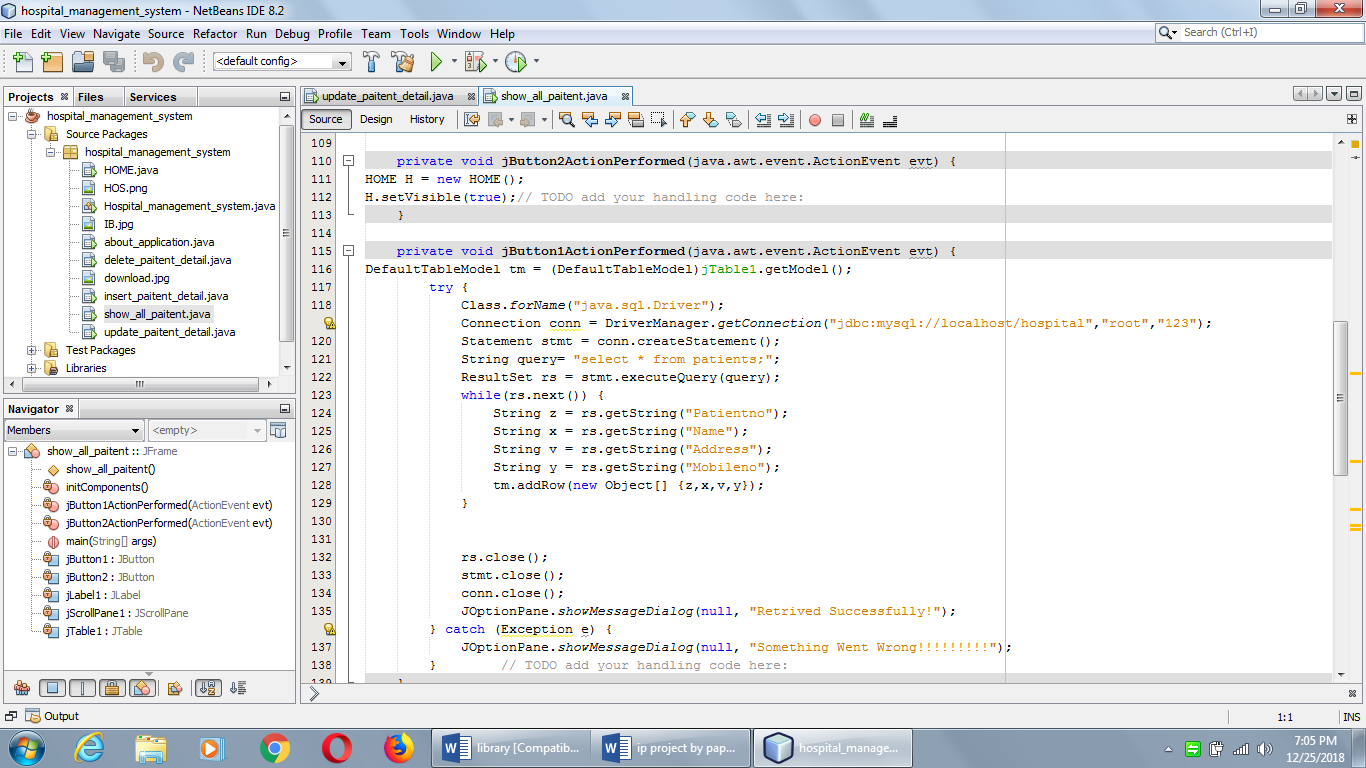 hospital_management_system - NetBeans IDE 8.2
File Edit View Navigate Source Refactor Run Debug Profile Team Tools Window Help
Search (Ctrl+I)
<default config>
Projects Files Services
hospital_management_system
Source Packages
hospital_management_system
HOME.java
HOS.png
Hospital_management_system.java
IB.jpg
about_application.java
delete_paitent_detail.java
download.jpg
insert_paitent_detail.java
show_all_paitent.java
update_paitent_detail.java
Test Packages
Libraries
Navigator
Members <empty>
show_all_paitent :: JFrame
show_all_paitent()
initComponents()
jButton1ActionPerformed(ActionEvent evt)
jButton2ActionPerformed(ActionEvent evt)
main(String[] args)
jButton1 : JButton
jButton2 : JButton
jLabel1 : JLabel
jScrollPane1 : JScrollPane
jTable1 : JTable
update_paitent_detail.java show_all_paitent.java
Source Design History
109
110 private void jButton2ActionPerformed(java.awt.event.ActionEvent evt) {
111 HOME H = new HOME();
112 H.setVisible(true);// TODO add your handling code here:
113 }
114
115 private void jButton1ActionPerformed(java.awt.event.ActionEvent evt) {
116 DefaultTableModel tm = (DefaultTableModel)jTable1.getModel();
117 try {
118 Class.forName("java.sql.Driver");
Connection conn = DriverManager.getConnection("jdbc:mysql://localhost/hospital","root","123");
120 Statement stmt = conn.createStatement();
121 String query= "select * from patients;";
122 ResultSet rs = stmt.executeQuery(query);
123 while(rs.next()) {
124 String z = rs.getString("Patientno");
125 String x = rs.getString("Name");
126 String v = rs.getString("Address");
127 String y = rs.getString("Mobileno");
128 tm.addRow(new Object[] {z,x,v,y});
129 }
130
131
132 rs.close();
133 stmt.close();
134 conn.close();
135 JOptionPane.showMessageDialog(null, "Retrived Successfully!");
} catch (Exception e) {
137 JOptionPane.showMessageDialog(null, "Something Went Wrong!!!!!!!!!");
138 } // TODO add your handling code here:
139 }
Output
1:1 INS
library [Compatib... ip project by pap... hospital_manage...
7:05 PM
12/25/2018